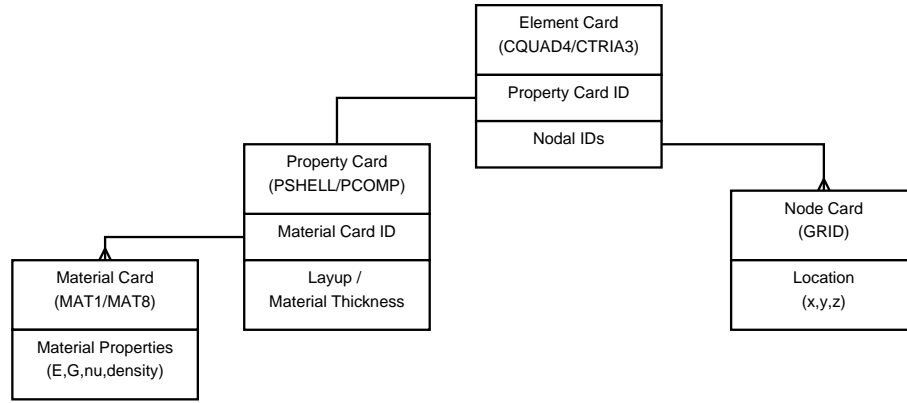 Element Card
(CQUAD4/CTRIA3)
Property Card ID
Nodal IDs
Property Card
(PSHELL/PCOMP)
Material Card ID
Layup /
Material Thickness
Node Card
(GRID)
Location
(x,y,z)
Material Card
(MAT1/MAT8)
Material Properties
(E,G,nu,density)